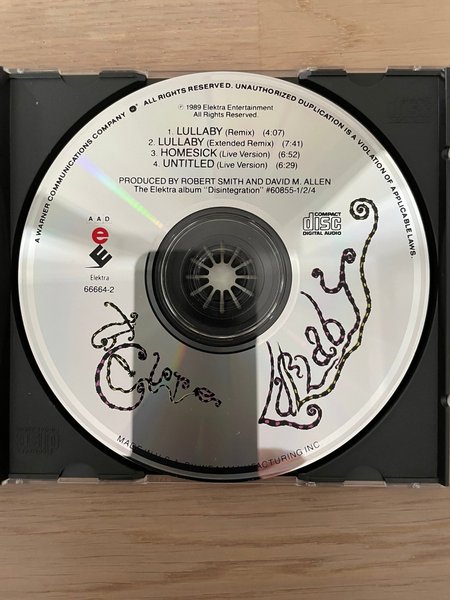 A WARNER COMMUNICATIONS COMPANY ALL RIGHTS RESERVED. UNAUTHORIZED DUPLICATION IS A VIOLATION OF APPLICABLE LAWS.
℗ 1989 Elektra Entertainment
All Rights Reserved.
1. LULLABY (Remix) (4:07)
2. LULLABY (Extended Remix) (7:41)
3. HOMESICK (Live Version) (6:52)
4. UNTITLED (Live Version) (6:29)
PRODUCED BY ROBERT SMITH AND DAVID M. ALLEN
The Elektra album "Disintegration" #60855-1/2/4
COMPACT
disc
DIGITAL AUDIO
A A D
Elektra
66664-2
Lullaby
MANUFACTURING INC